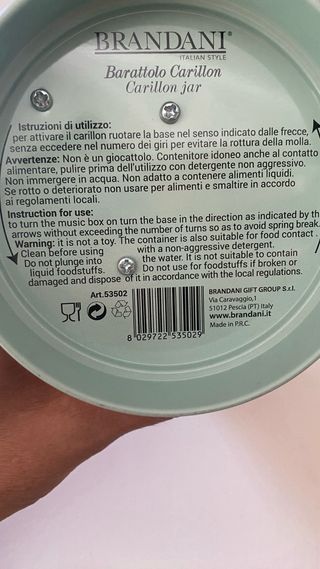 BRANDANI®
ITALIAN STYLE
Barattolo Carillon
Carillon jar
Istruzioni di utilizzo:
per attivare il carillon ruotare la base nel senso indicato dalle frecce,
senza eccedere nel numero dei giri per evitare la rottura della molla.
Avvertenze: Non è un giocattolo. Contenitore idoneo anche al contatto
alimentare, pulire prima dell'utilizzo con detergente non aggressivo.
Non immergere in acqua. Non adatto a contenere alimenti liquidi.
Se rotto o deteriorato non usare per alimenti e smaltire in accordo
ai regolamenti locali.
Instruction for use:
to turn the music box on turn the base in the direction as indicated by th
arrows without exceeding the number of turns so as to avoid spring break.
Warning: it is not a toy. The container is also suitable for food contact .
Clean before using with a non-aggressive detergent.
Do not plunge into the water. It is not suitable to contain
liquid foodstuffs. Do not use for foodstuffs if broken or
damaged and dispose of it in accordance with the local regulations.
Art.53502
8 029722 535029
BRANDANI GIFT GROUP S.r.l.
Via Caravaggio,1
51012 Pescia (PT) Italy
www.brandani.it
Made in P.R.C.